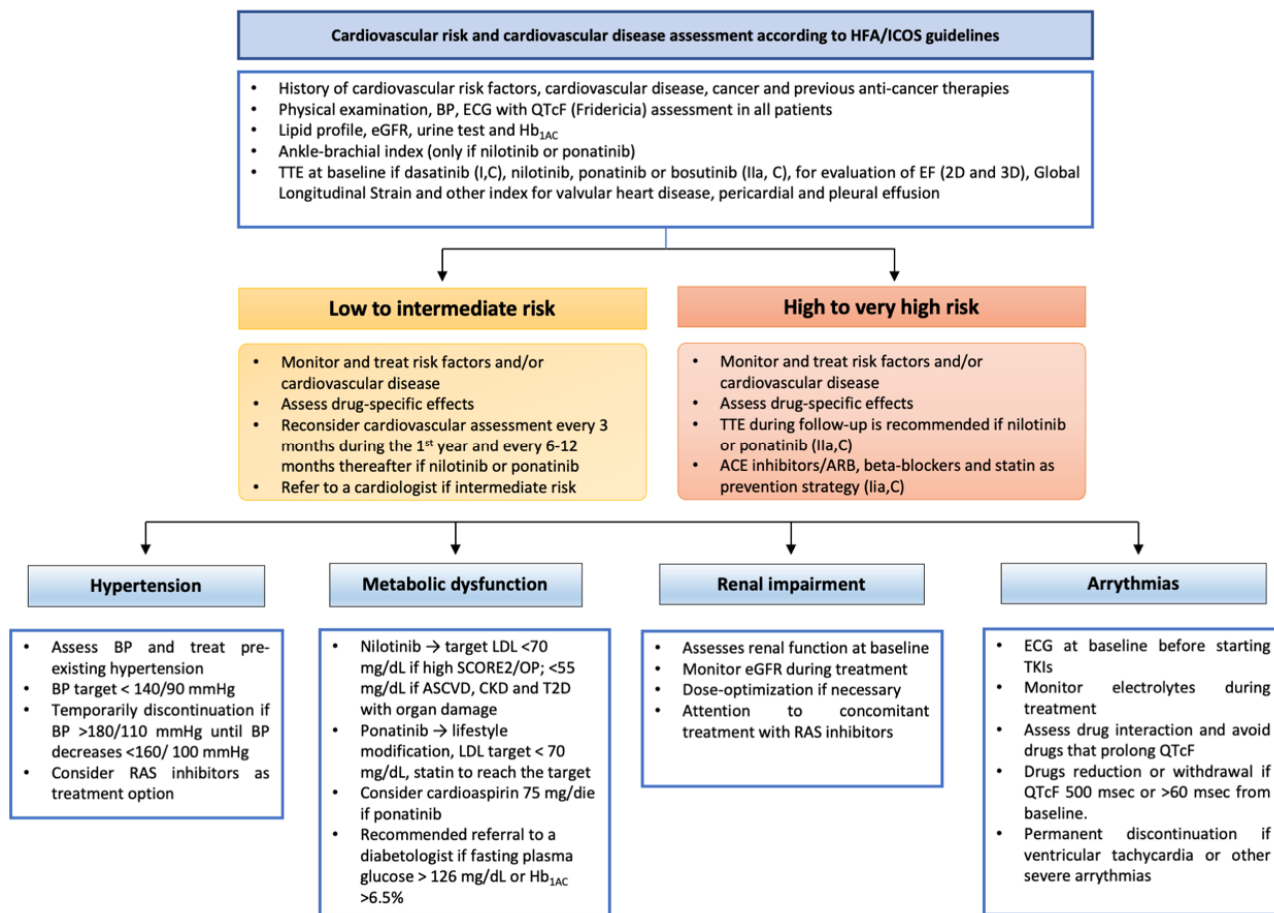 Cardiovascular risk and cardiovascular disease assessment according to HFA/ICOS guidelines
• History of cardiovascular risk factors, cardiovascular disease, cancer and previous anti-cancer therapies
• Physical examination, BP, ECG with QTcF (Fridericia) assessment in all patients
• Lipid profile, eGFR, urine test and Hb1AC
• Ankle-brachial index (only if nilotinib or ponatinib)
• TTE at baseline if dasatinib (I,C), nilotinib, ponatinib or bosutinib (IIa, C), for evaluation of EF (2D and 3D), Global
Longitudinal Strain and other index for valvular heart disease, pericardial and pleural effusion
Low to intermediate risk
• Monitor and treat risk factors and/or
cardiovascular disease
• Assess drug-specific effects
• Reconsider cardiovascular assessment every 3
months during the 1st year and every 6-12
months thereafter if nilotinib or ponatinib
• Refer to a cardiologist if intermediate risk
High to very high risk
• Monitor and treat risk factors and/or
cardiovascular disease
• Assess drug-specific effects
• TTE during follow-up is recommended if nilotinib
or ponatinib (IIa,C)
• ACE inhibitors/ARB, beta-blockers and statin as
prevention strategy (Iia,C)
Hypertension
• Assess BP and treat pre-
existing hypertension
• BP target < 140/90 mmHg
• Temporarily discontinuation if
BP >180/110 mmHg until BP
decreases <160/ 100 mmHg
• Consider RAS inhibitors as
treatment option
Metabolic dysfunction
• Nilotinib → target LDL <70
mg/dL if high SCORE2/OP; <55
mg/dL if ASCVD, CKD and T2D
with organ damage
• Ponatinib → lifestyle
modification, LDL target < 70
mg/dL, statin to reach the target
• Consider cardioaspirin 75 mg/die
if ponatinib
• Recommended referral to a
diabetologist if fasting plasma
glucose > 126 mg/dL or Hb1AC
>6.5%
Renal impairment
• Assesses renal function at baseline
• Monitor eGFR during treatment
• Dose-optimization if necessary
• Attention to concomitant
treatment with RAS inhibitors
Arrythmias
• ECG at baseline before starting
TKIs
• Monitor electrolytes during
treatment
• Assess drug interaction and avoid
drugs that prolong QTcF
• Drugs reduction or withdrawal if
QTcF 500 msec or >60 msec from
baseline.
• Permanent discontinuation if
ventricular tachycardia or other
severe arrythmias